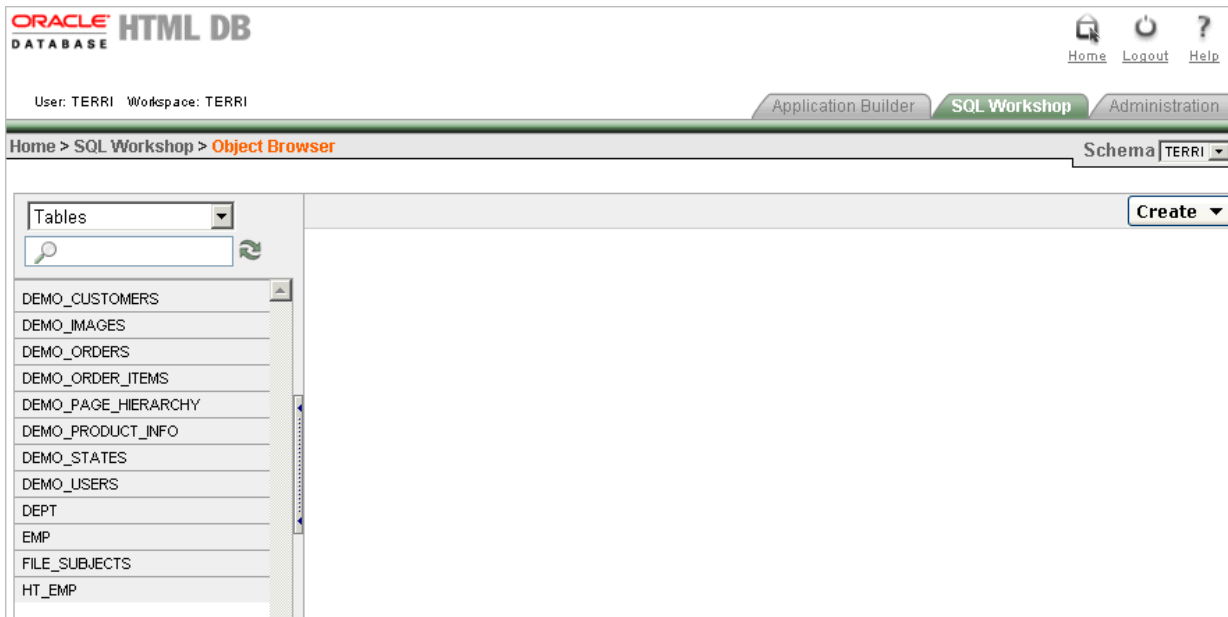 ORACLE DATABASE HTML DB
Home Logout Help
User: TERRI Workspace: TERRI
Application Builder SQL Workshop Administration
Home > SQL Workshop > Object Browser
Schema TERRI
Tables
Create
DEMO_CUSTOMERS
DEMO_IMAGES
DEMO_ORDERS
DEMO_ORDER_ITEMS
DEMO_PAGE_HIERARCHY
DEMO_PRODUCT_INFO
DEMO_STATES
DEMO_USERS
DEPT
EMP
FILE_SUBJECTS
HT_EMP